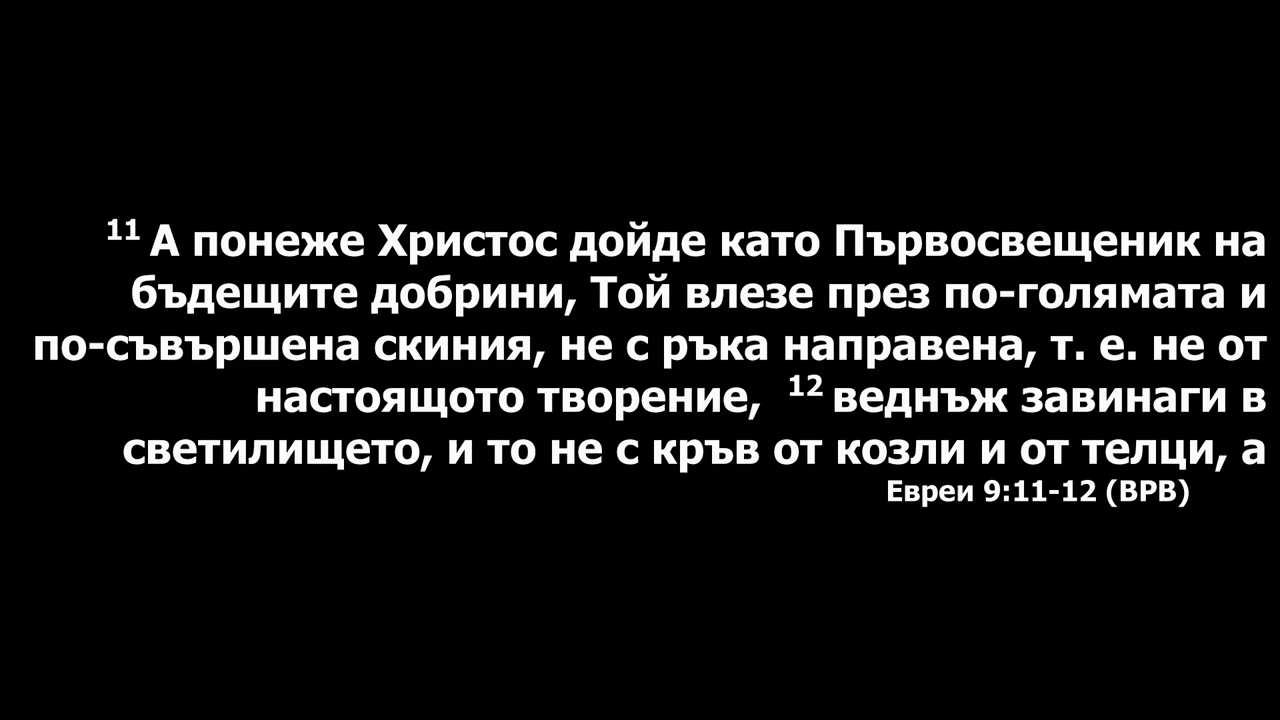 11 А понеже Христос дойде като Първосвещеник на
бъдещите добрини, Той влезе през по-голямата и
по-съвършена скиния, не с ръка направена, т. е. не от
настоящото творение, 12 веднъж завинаги в
светилището, и то не с кръв от козли и от телци, а
Евреи 9:11-12 (ВРВ)